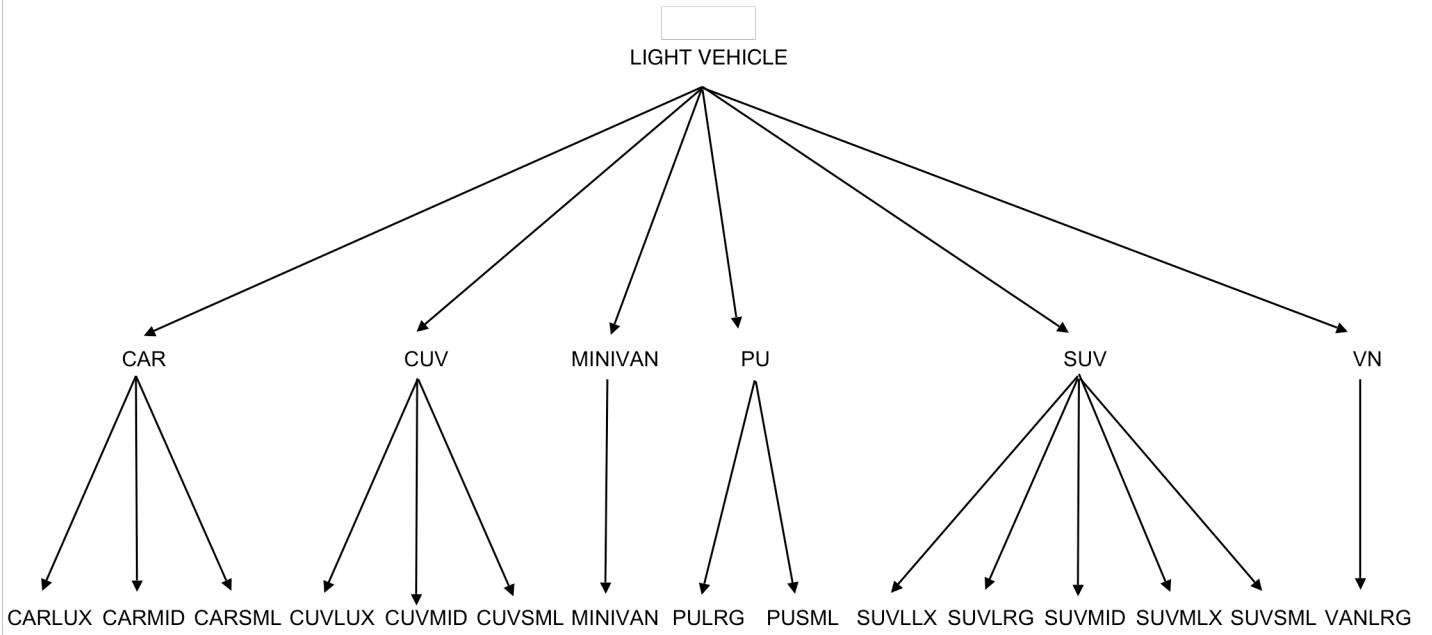 LIGHT VEHICLE
CAR CUV MINIVAN PU SUV VN
CARLUX CARMID CARSML CUVLUX CUVMID CUVSML MINIVAN PULRG PUSML SUVLLX SUVLRG SUVMID SUVMLX SUVSML VANLRG